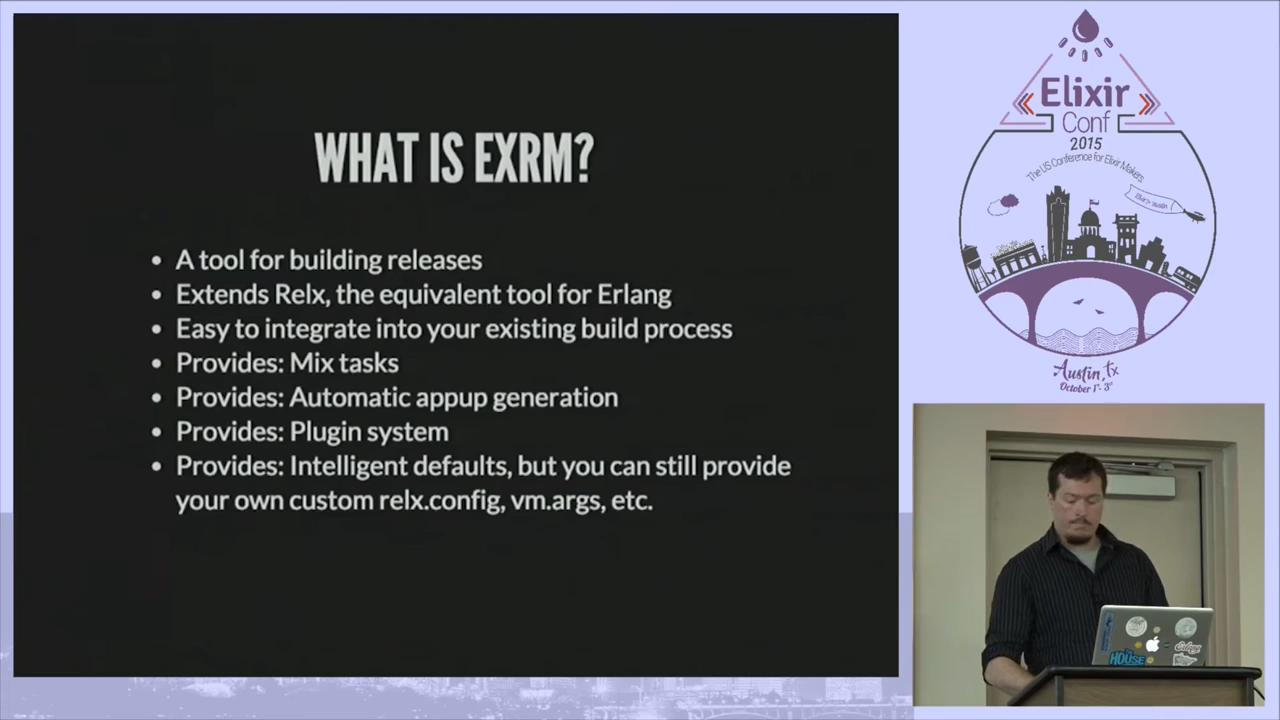 WHAT IS EXRM?
• A tool for building releases
• Extends Relx, the equivalent tool for Erlang
• Easy to integrate into your existing build process
• Provides: Mix tasks
• Provides: Automatic appup generation
• Provides: Plugin system
• Provides: Intelligent defaults, but you can still provide
your own custom relx.config, vm.args, etc.
Elixir
Conf
2015
The US Conference for Elixir Makers
Austin, Tx
October 1st - 3rd
HOUSE